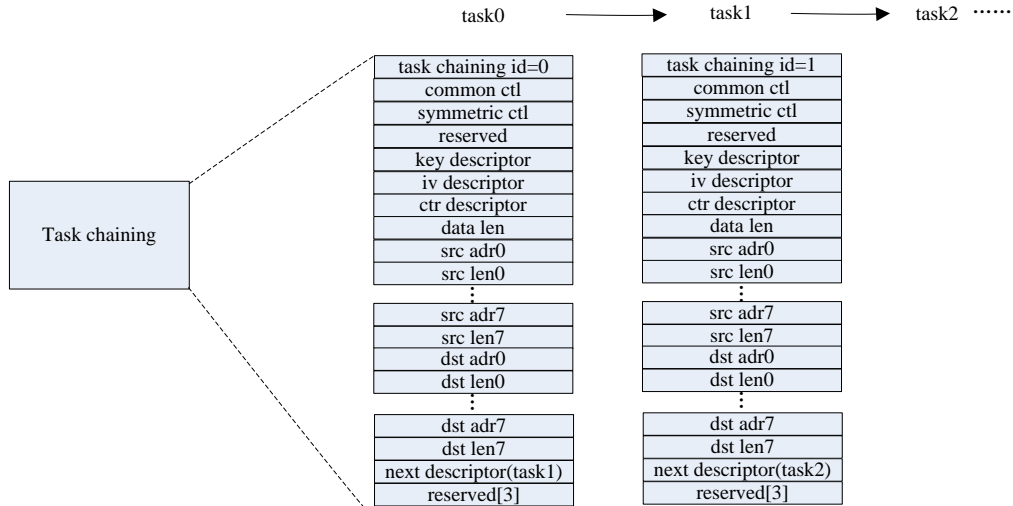 task0 task1 task2 ……
Task chaining
task chaining id=0
common ctl
symmetric ctl
reserved
key descriptor
iv descriptor
ctr descriptor
data len
src adr0
src len0
⋮
src adr7
src len7
dst adr0
dst len0
⋮
dst adr7
dst len7
next descriptor(task1)
reserved[3]
task chaining id=1
common ctl
symmetric ctl
reserved
key descriptor
iv descriptor
ctr descriptor
data len
src adr0
src len0
⋮
src adr7
src len7
dst adr0
dst len0
⋮
dst adr7
dst len7
next descriptor(task2)
reserved[3]